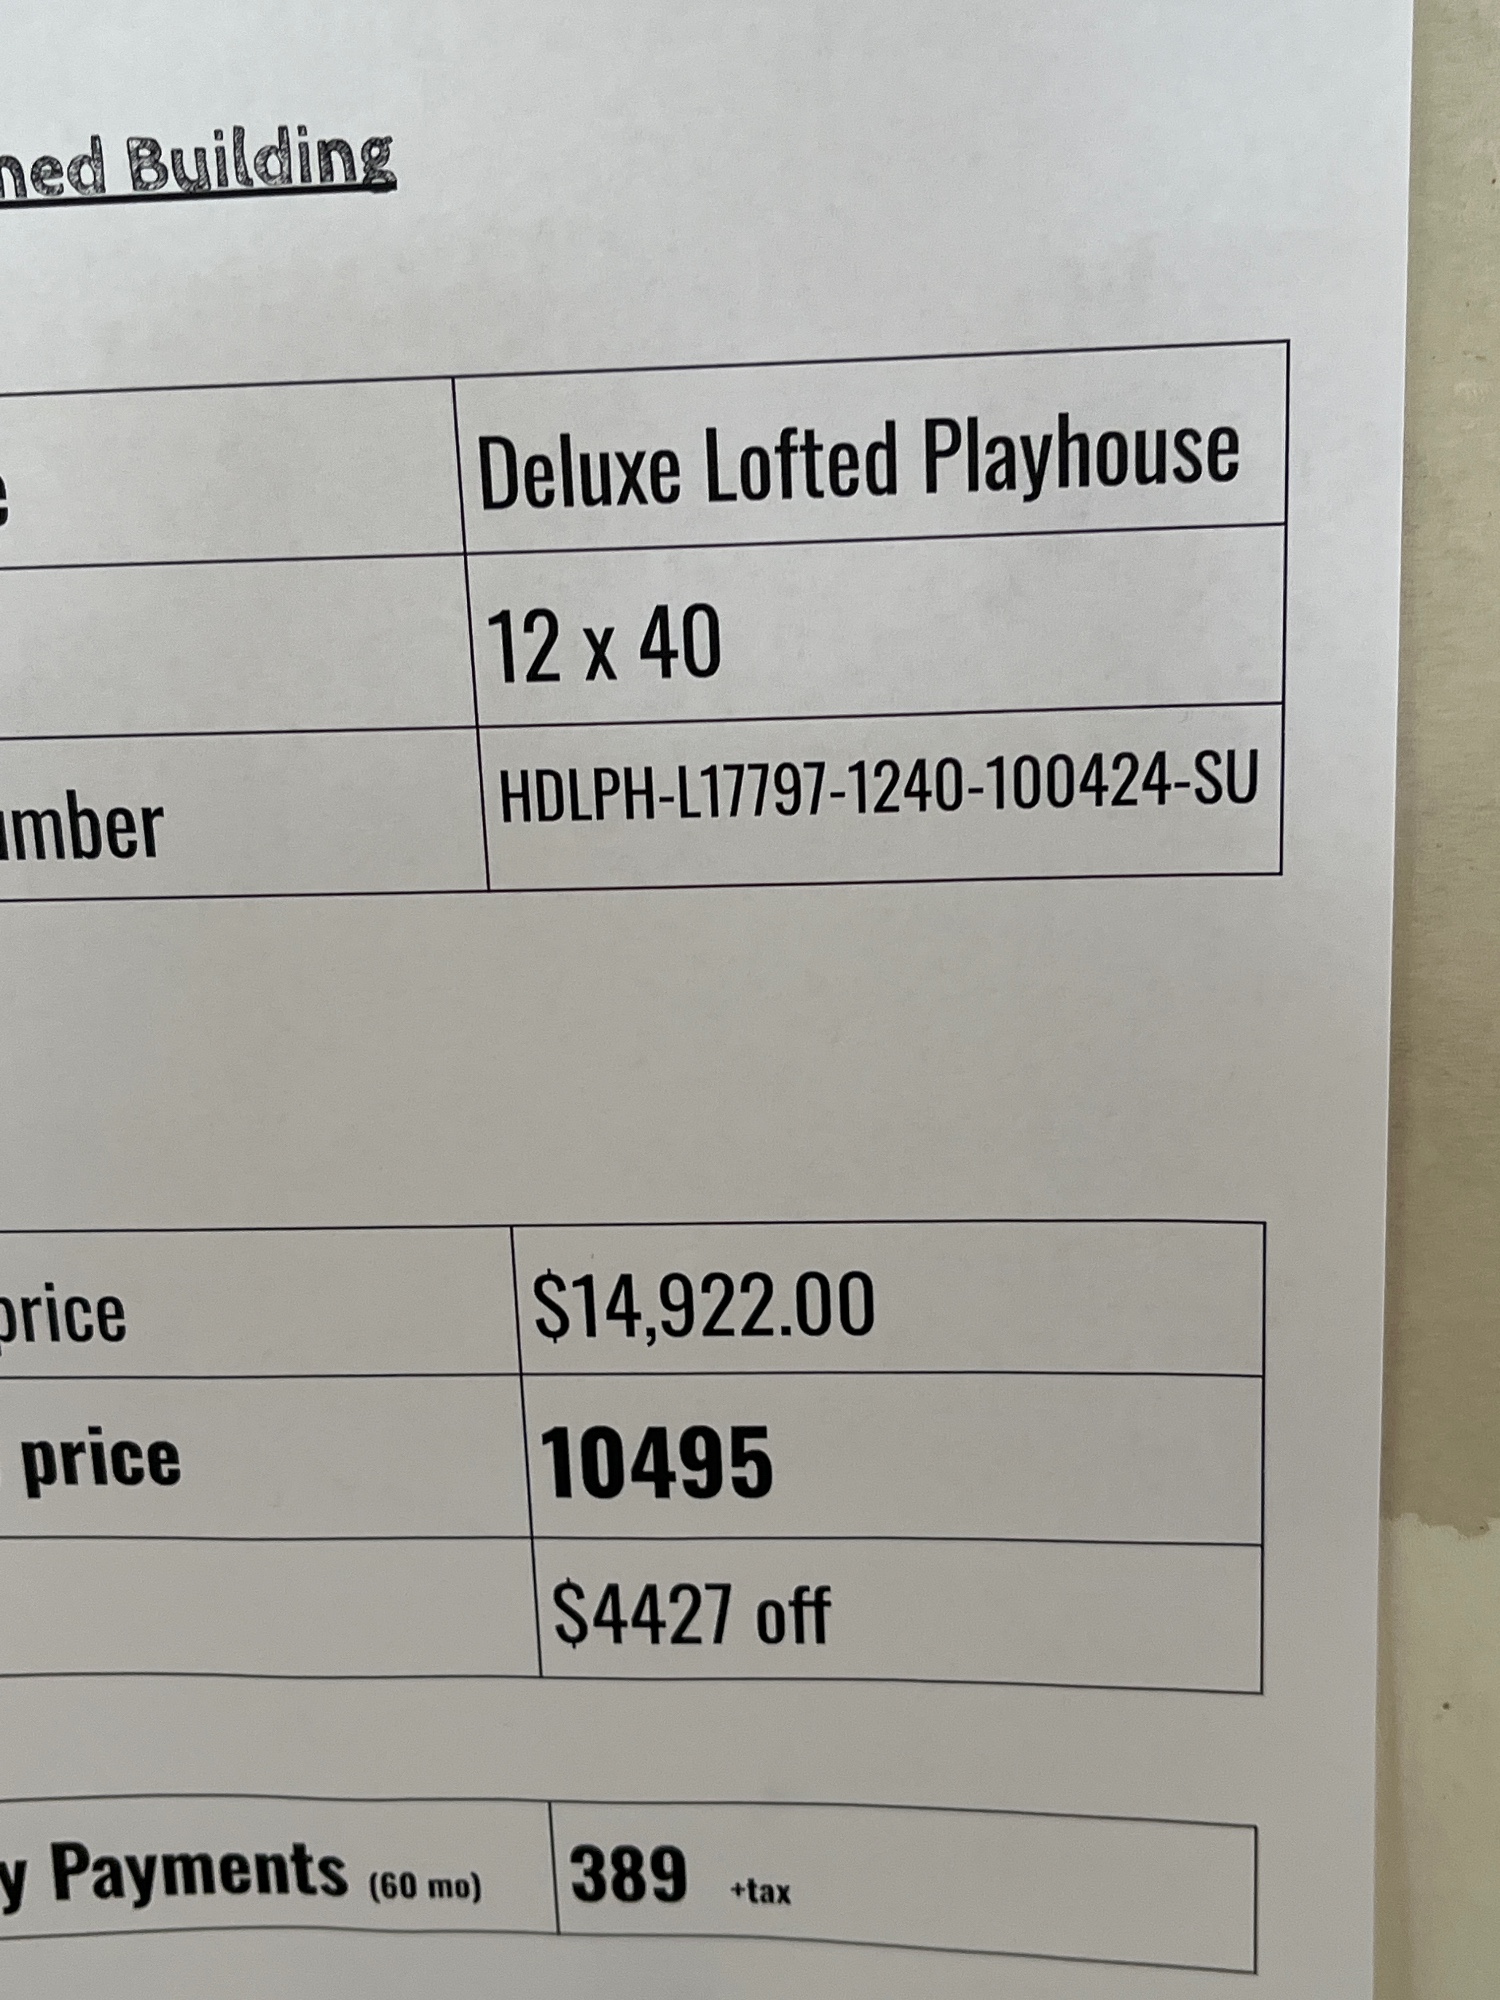 ned Building
e
Deluxe Lofted Playhouse
12 x 40
umber
HDLPH-L17797-1240-100424-SU
price
$14,922.00
price
10495
$4427 off
y Payments (60 mo)
389 +tax